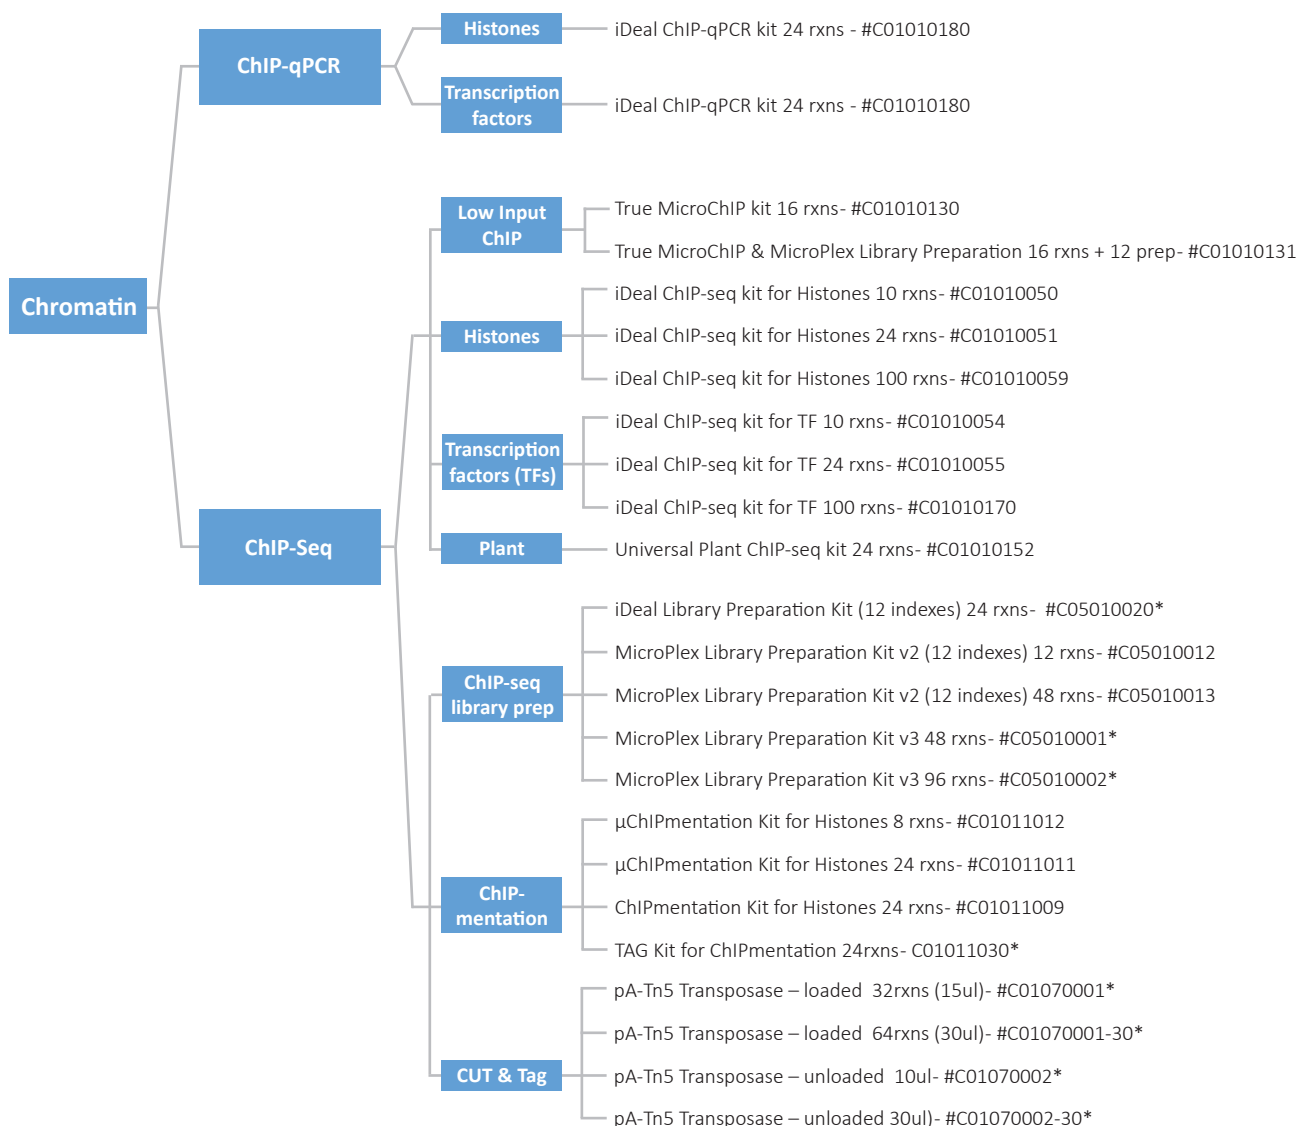 Chromatin
ChIP-qPCR
Histones
iDeal ChIP-qPCR kit 24 rxns - #C01010180
Transcription
factors
iDeal ChIP-qPCR kit 24 rxns - #C01010180
ChIP-Seq
Low Input
ChIP
True MicroChIP kit 16 rxns- #C01010130
True MicroChIP & MicroPlex Library Preparation 16 rxns + 12 prep- #C01010131
Histones
iDeal ChIP-seq kit for Histones 10 rxns- #C01010050
iDeal ChIP-seq kit for Histones 24 rxns- #C01010051
iDeal ChIP-seq kit for Histones 100 rxns- #C01010059
Transcription
factors (TFs)
iDeal ChIP-seq kit for TF 10 rxns- #C01010054
iDeal ChIP-seq kit for TF 24 rxns- #C01010055
iDeal ChIP-seq kit for TF 100 rxns- #C01010170
Plant
Universal Plant ChIP-seq kit 24 rxns- #C01010152
ChIP-seq
library prep
iDeal Library Preparation Kit (12 indexes) 24 rxns-  #C05010020*
MicroPlex Library Preparation Kit v2 (12 indexes) 12 rxns- #C05010012
MicroPlex Library Preparation Kit v2 (12 indexes) 48 rxns- #C05010013
MicroPlex Library Preparation Kit v3 48 rxns- #C05010001*
MicroPlex Library Preparation Kit v3 96 rxns- #C05010002*
ChIP-
mentation
µChIPmentation Kit for Histones 8 rxns- #C01011012
µChIPmentation Kit for Histones 24 rxns- #C01011011
ChIPmentation Kit for Histones 24 rxns- #C01011009
TAG Kit for ChIPmentation 24rxns- C01011030*
CUT & Tag
pA-Tn5 Transposase – loaded  32rxns (15ul)- #C01070001*
pA-Tn5 Transposase – loaded  64rxns (30ul)- #C01070001-30*
pA-Tn5 Transposase – unloaded  10ul- #C01070002*
pA-Tn5 Transposase – unloaded 30ul)- #C01070002-30*